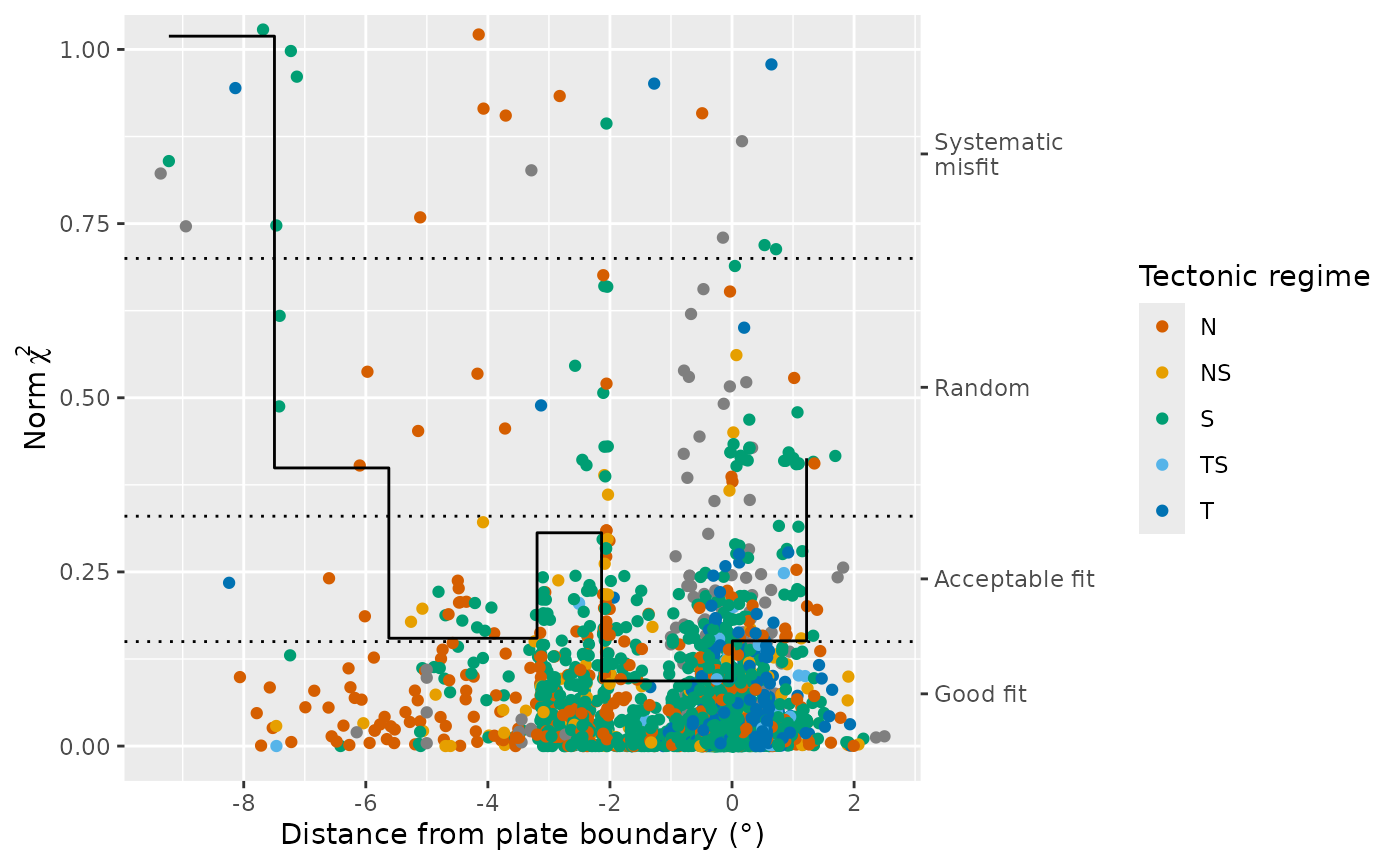 1.00
0.75
0.50
0.25
0.00
Norm χ²
-8 -6 -4 -2 0 2
Distance from plate boundary (°)
Systematic
misfit
Random
Acceptable fit
Good fit
Tectonic regime
N
NS
S
TS
T